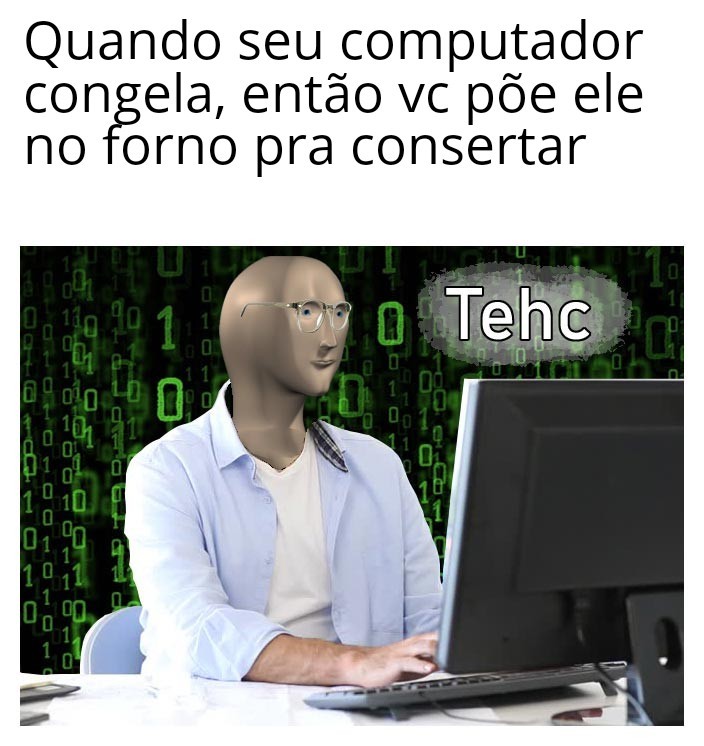 Quando seu computador
congela, então vc põe ele
no forno pra consertar
Tehc